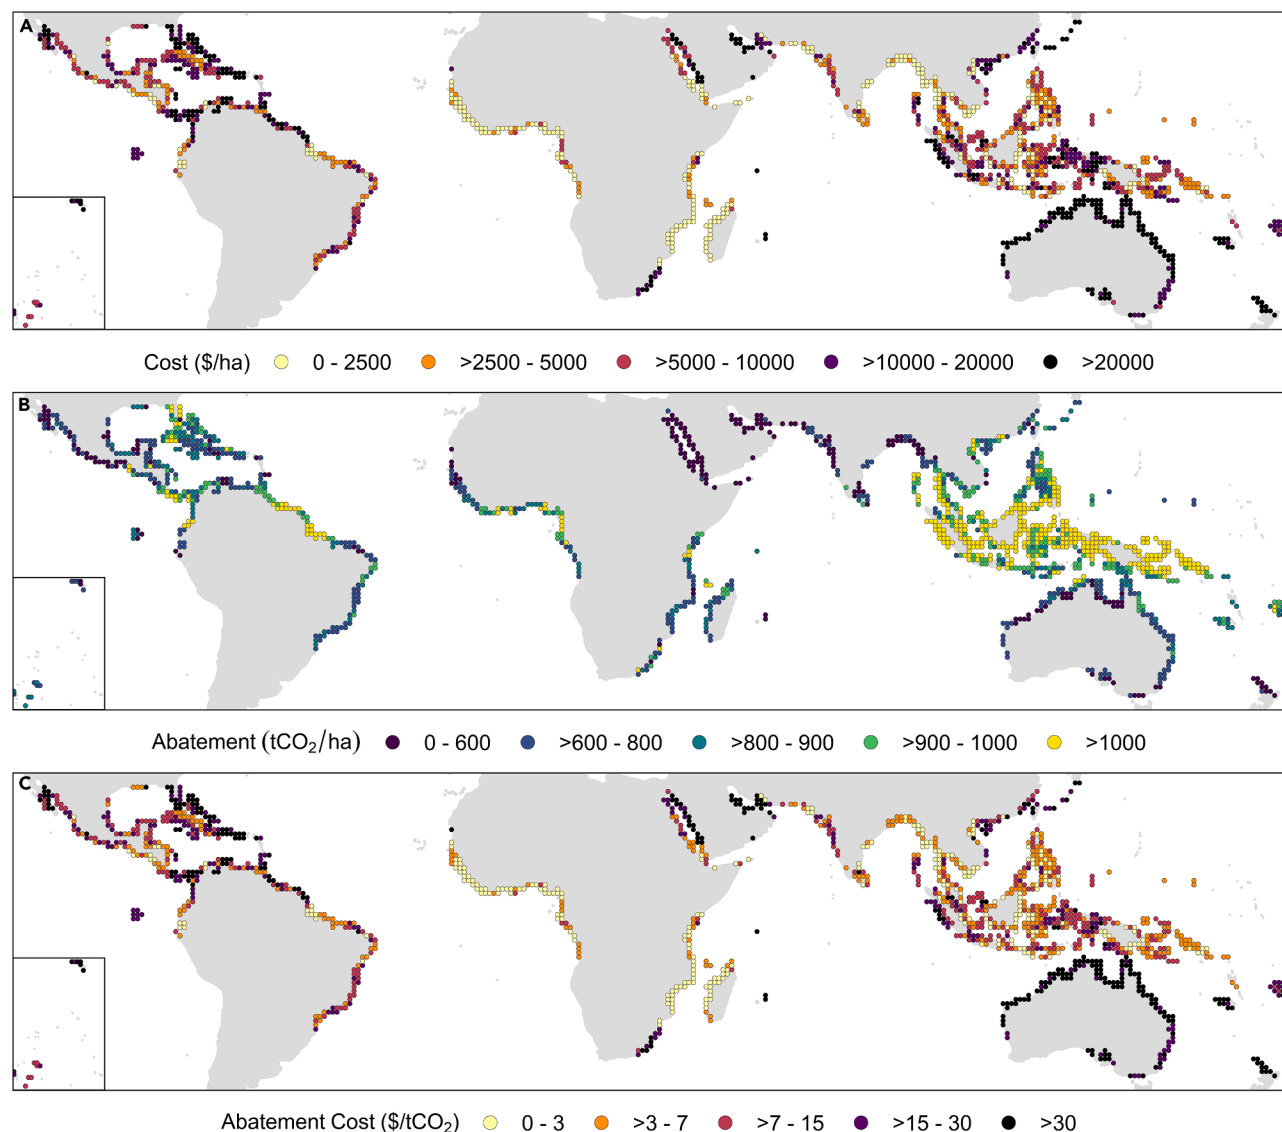 A
Cost ($/ha) 0 - 2500 >2500 - 5000 >5000 - 10000 >10000 - 20000 >20000
B
Abatement (tCO₂/ha) 0 - 600 >600 - 800 >800 - 900 >900 - 1000 >1000
C
Abatement Cost ($/tCO₂) 0 - 3 >3 - 7 >7 - 15 >15 - 30 >30